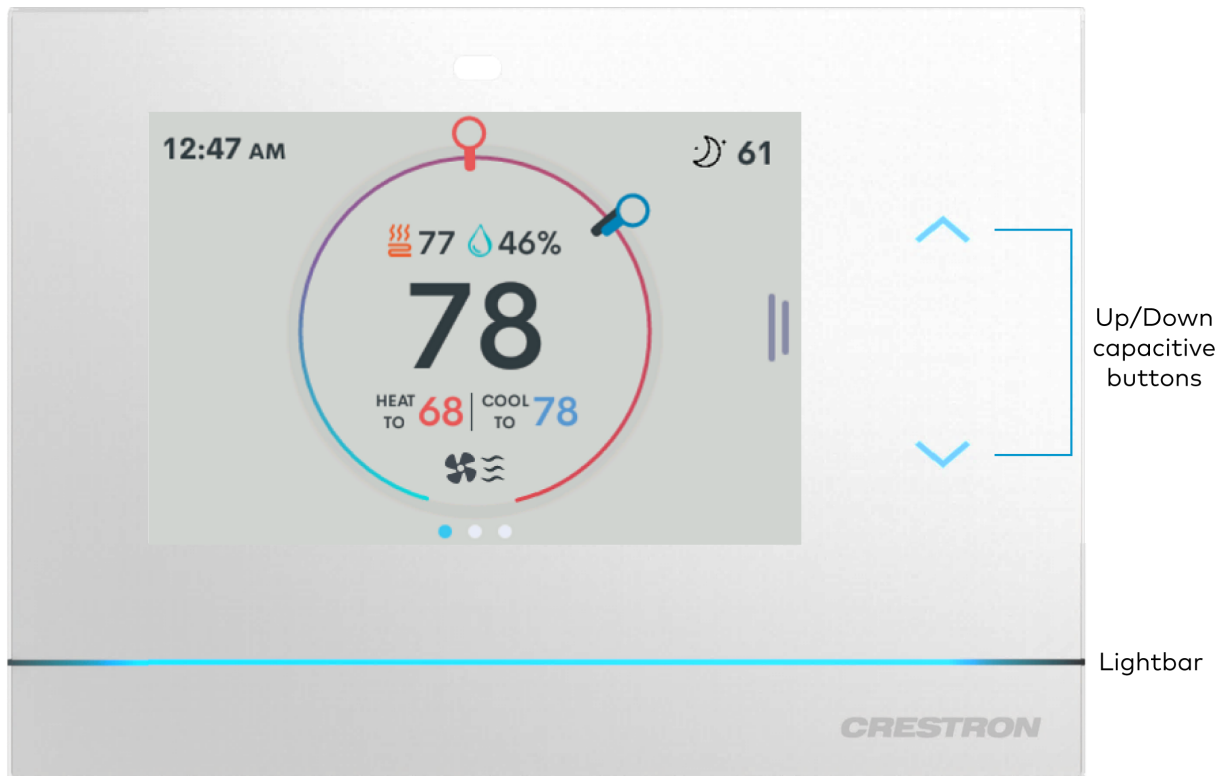 12:47 AM
61
77 46%
78
HEAT TO 68 | COOL TO 78
Up/Down
capacitive
buttons
Lightbar
CRESTRON